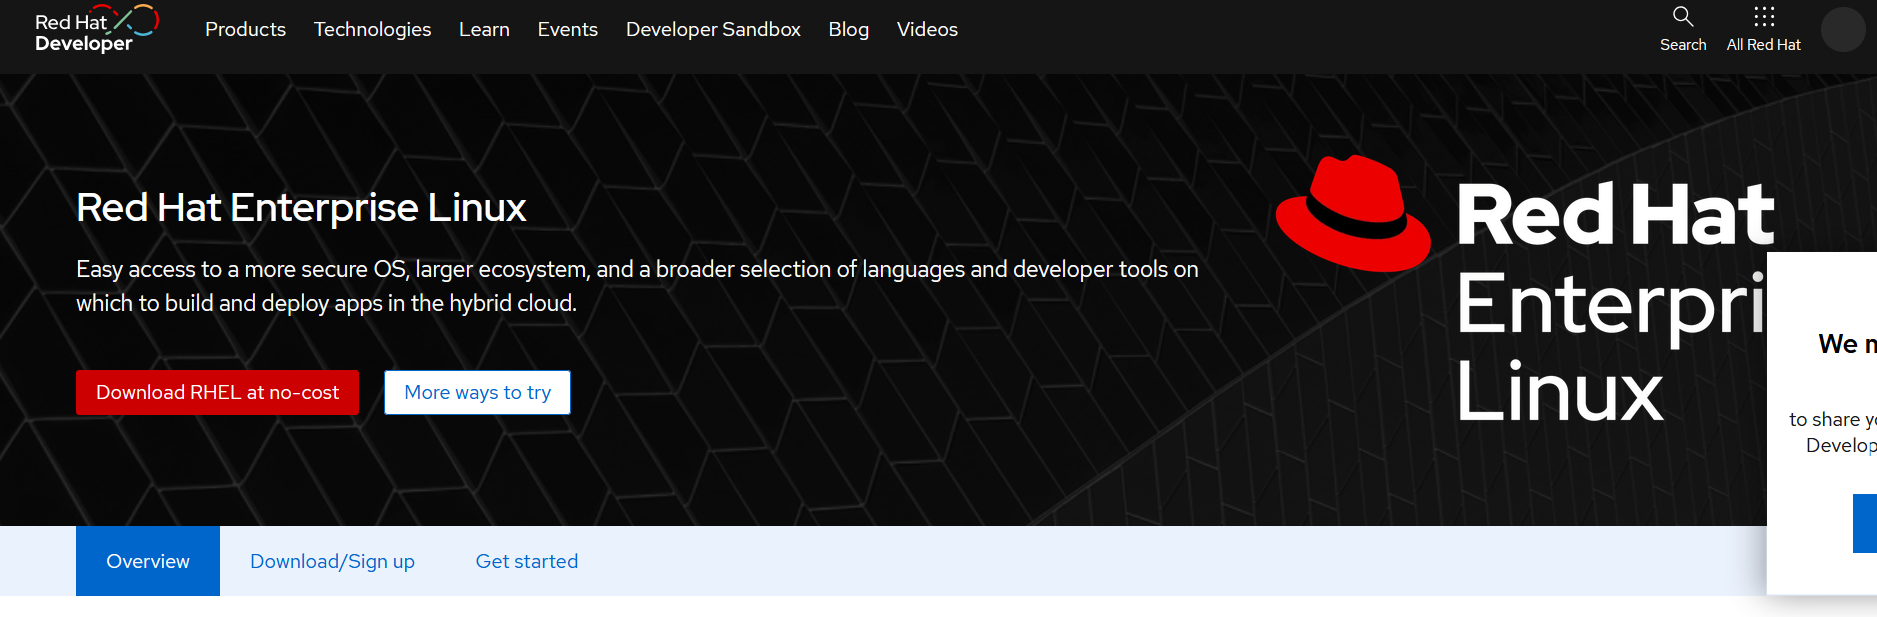 Red Hat
Developer
Products Technologies Learn Events Developer Sandbox Blog Videos
Search All Red Hat
Red Hat Enterprise Linux
Easy access to a more secure OS, larger ecosystem, and a broader selection of languages and developer tools on
which to build and deploy apps in the hybrid cloud.
Download RHEL at no-cost More ways to try
Red Hat
Enterpri
Linux
We
to share
Develop
Overview Download/Sign up Get started